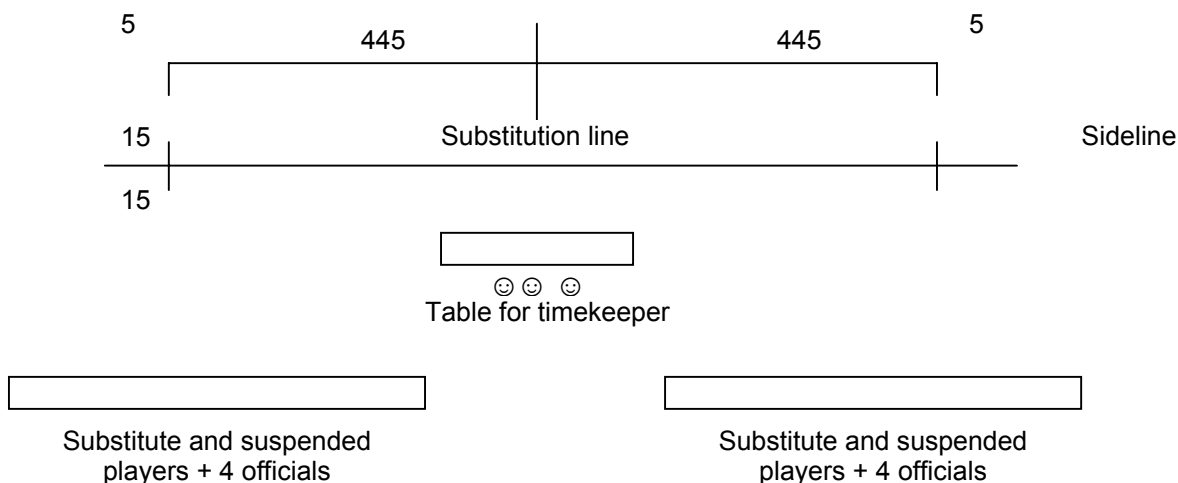 5 445 445 5
15 Substitution line Sideline
15
☺☺ ☺
Table for timekeeper
Substitute and suspended Substitute and suspended
players + 4 officials players + 4 officials